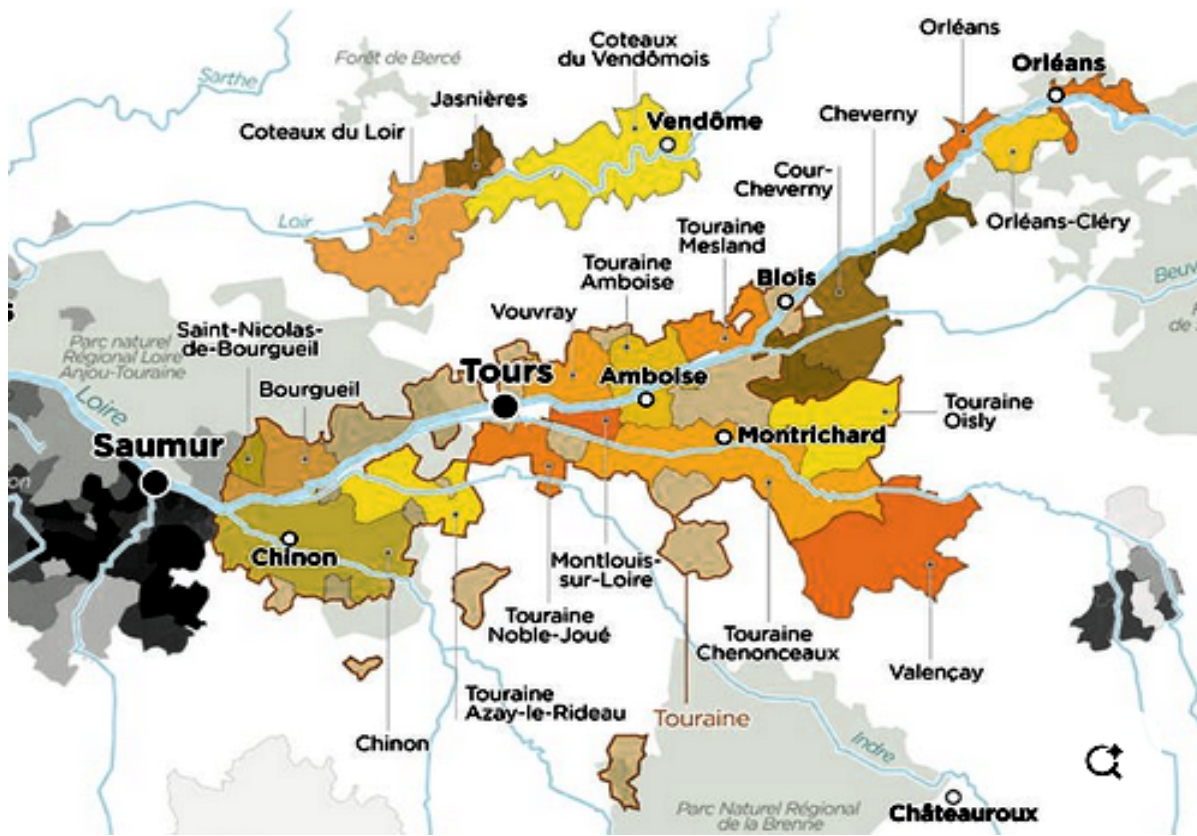 Sarthe
Forêt de Bercé
Coteaux
du Vendômois
Orléans
Orléans
Jasnières
Cheverny
Coteaux du Loir
Vendôme
Cour-
Cheverny
Loir
Orléans-Cléry
Touraine
Mesland
Touraine
Amboise
Blois
Vouvray
Saint-Nicolas-
de-Bourgueil
Parc naturel
Régional Loire
Anjou-Touraine
Bourgueil
Tours
Amboise
Loire
Touraine
Oisly
Montrichard
Saumur
Chinon
Montlouis-
sur-Loire
Touraine
Noble-Joué
Touraine
Chenonceaux
Valençay
Touraine
Azay-le-Rideau
Touraine
Chinon
Indre
Parc Naturel Régional
de la Brenne
Châteauroux